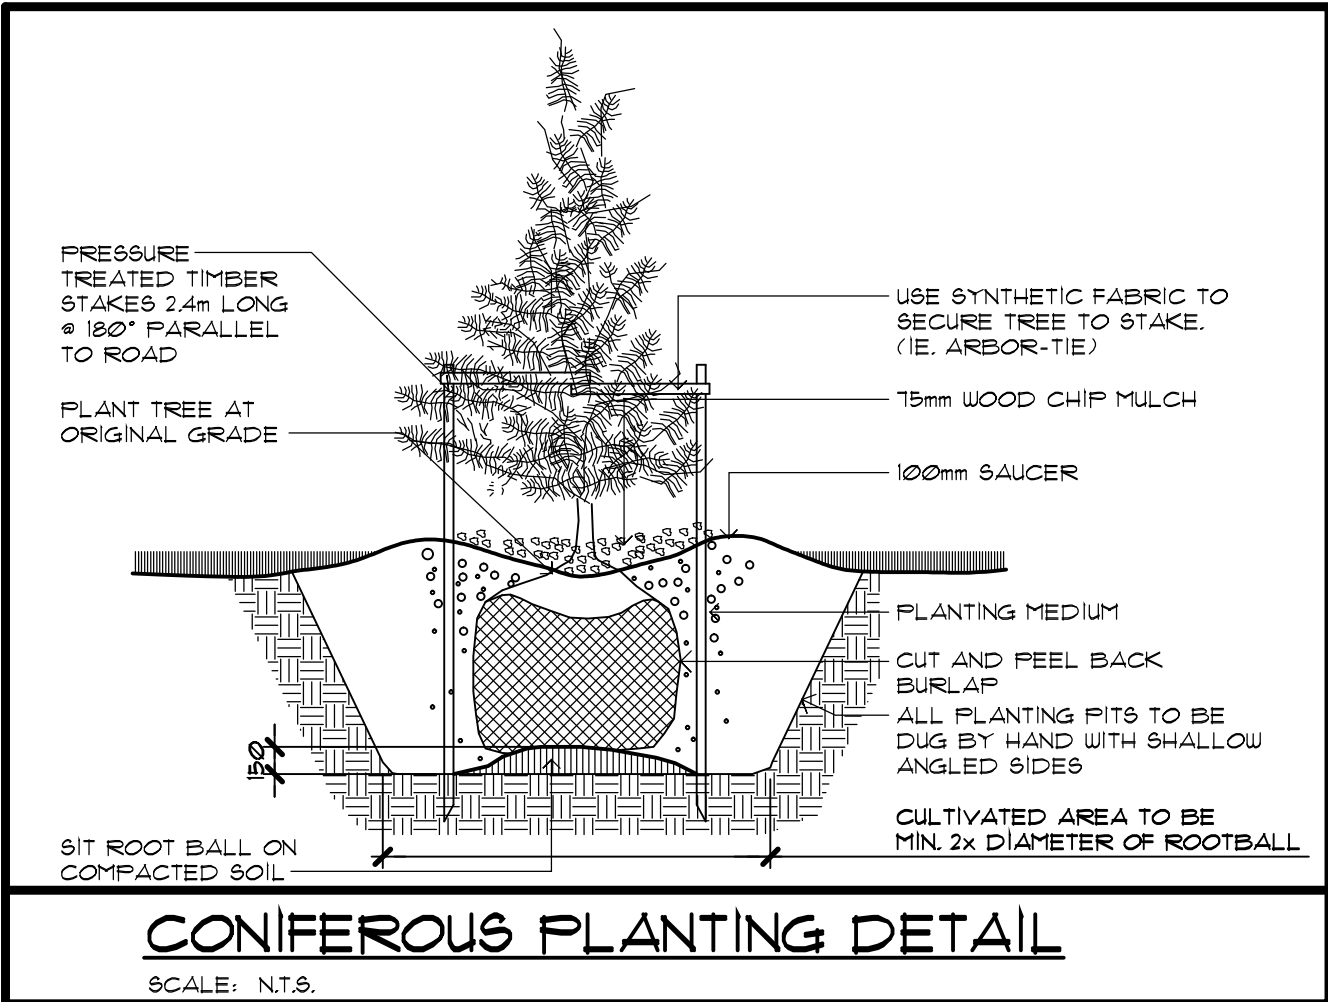 PRESSURE
TREATED TIMBER
STAKES 2.4m LONG
@ 180° PARALLEL
TO ROAD
PLANT TREE AT
ORIGINAL GRADE
USE SYNTHETIC FABRIC TO
SECURE TREE TO STAKE.
(IE. ARBOR-TIE)
75mm WOOD CHIP MULCH
100mm SAUCER
PLANTING MEDIUM
CUT AND PEEL BACK
BURLAP
ALL PLANTING PITS TO BE
DUG BY HAND WITH SHALLOW
ANGLED SIDES
150
CULTIVATED AREA TO BE
MIN. 2x DIAMETER OF ROOTBALL
SIT ROOT BALL ON
COMPACTED SOIL
CONIFEROUS PLANTING DETAIL
SCALE: N.T.S.